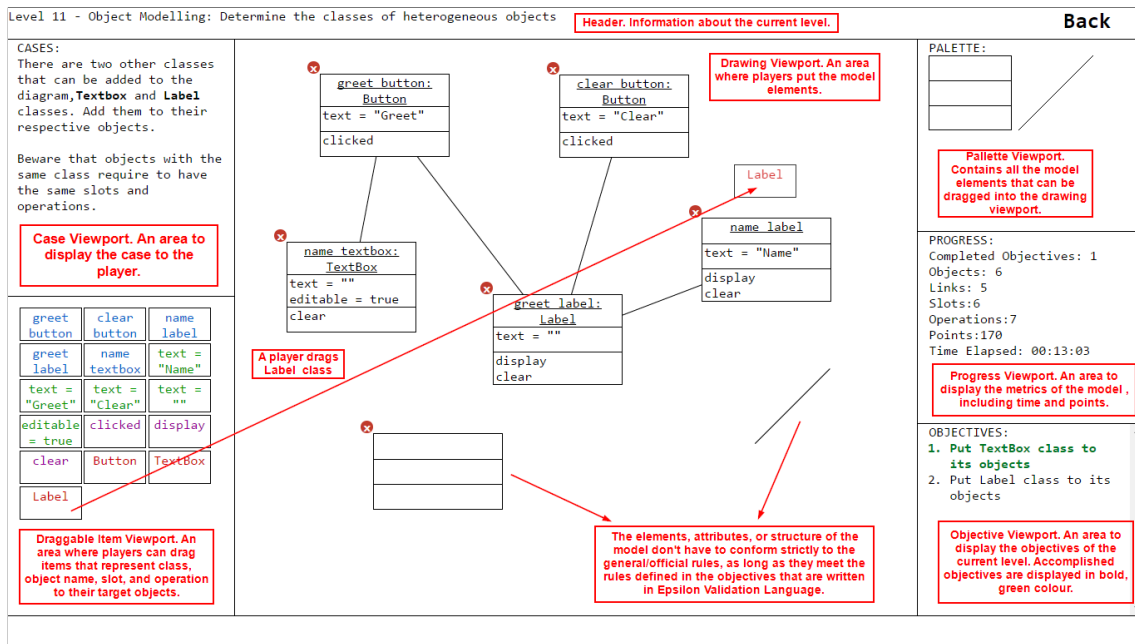 Level 11 - Object Modelling: Determine the classes of heterogeneous objects
Header. Information about the current level.
Back
CASES:
There are two other classes
that can be added to the
diagram,Textbox and Label
classes. Add them to their
respective objects.
Beware that objects with the
same class require to have
the same slots and
operations.
Case Viewport. An area to
display the case to the
player.
greet
button
clear
button
name
label
greet
label
name
textbox
text =
"Name"
text =
"Greet"
text =
"Clear"
text =
""
editable
= true
clicked
display
clear
Button
TextBox
Label
Draggable Item Viewport. An
area where players can drag
items that represent class,
object name, slot, and operation
to their target objects.
greet button:
Button
text = "Greet"
clicked
clear button:
Button
text = "Clear"
clicked
Drawing Viewport. An area
where players put the model
elements.
Label
name label
text = "Name"
display
clear
name textbox:
TextBox
text = ""
editable = true
clear
greet label:
Label
text = ""
display
clear
A player drags
Label class
The elements, attributes, or structure of the
model don't have to conform strictly to the
general/official rules, as long as they meet the
rules defined in the objectives that are written
in Epsilon Validation Language.
PALETTE:
Pallette Viewport.
Contains all the model
elements that can be
dragged into the drawing
viewport.
PROGRESS:
Completed Objectives: 1
Objects: 6
Links: 5
Slots:6
Operations:7
Points:170
Time Elapsed: 00:13:03
Progress Viewport. An area to
display the metrics of the model ,
including time and points.
OBJECTIVES:
1. Put TextBox class to
its objects
2. Put Label class to its
objects
Objective Viewport. An area to
display the objectives of the
current level. Accomplished
objectives are displayed in bold,
green colour.